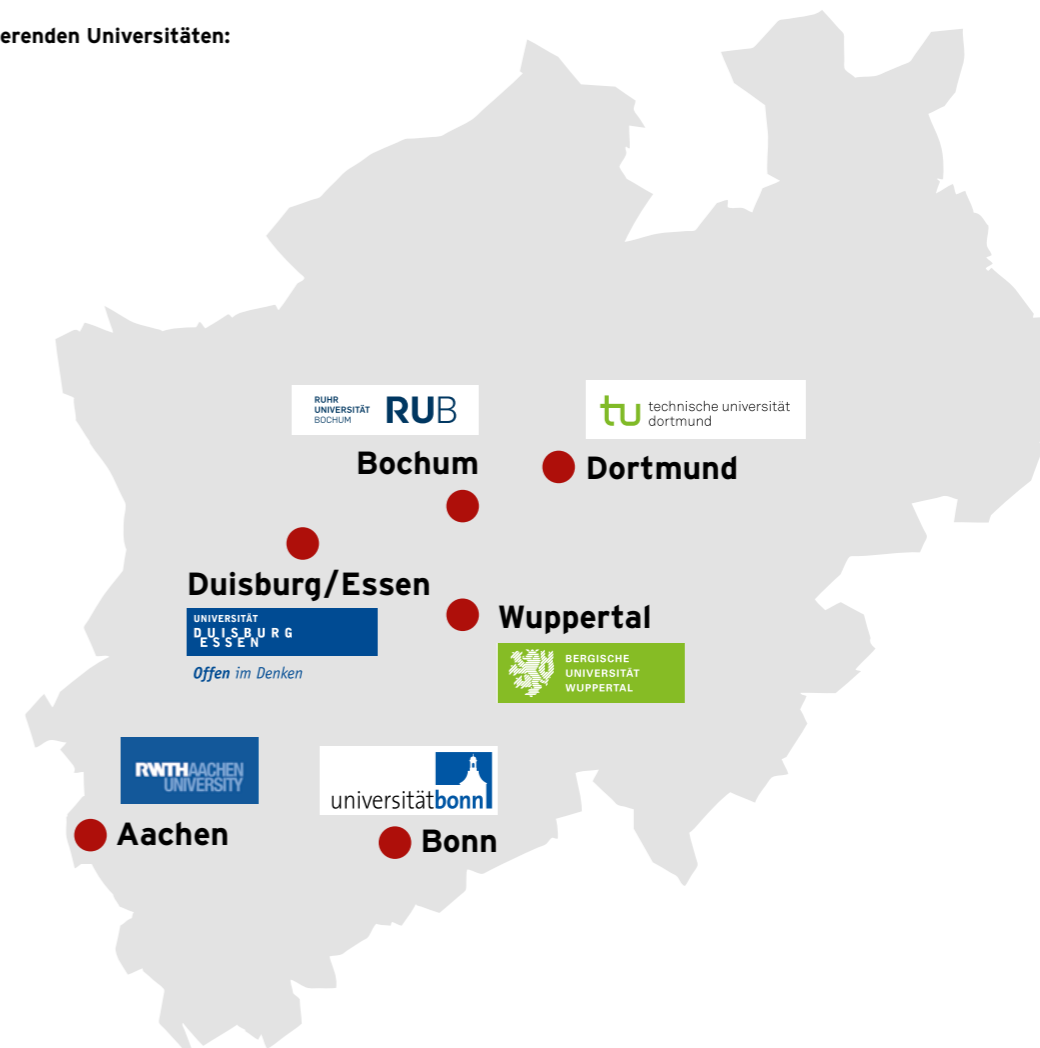 erenden Universitäten:
RUHR
UNIVERSITÄT
BOCHUM
RUB
technische universität
dortmund
Bochum
Dortmund
Duisburg/Essen
UNIVERSITÄT
DUISBURG
ESSEN
Offen im Denken
Wuppertal
BERGISCHE
UNIVERSITÄT
WUPPERTAL
RWTHAACHEN
UNIVERSITY
universitätbonn
Aachen
Bonn